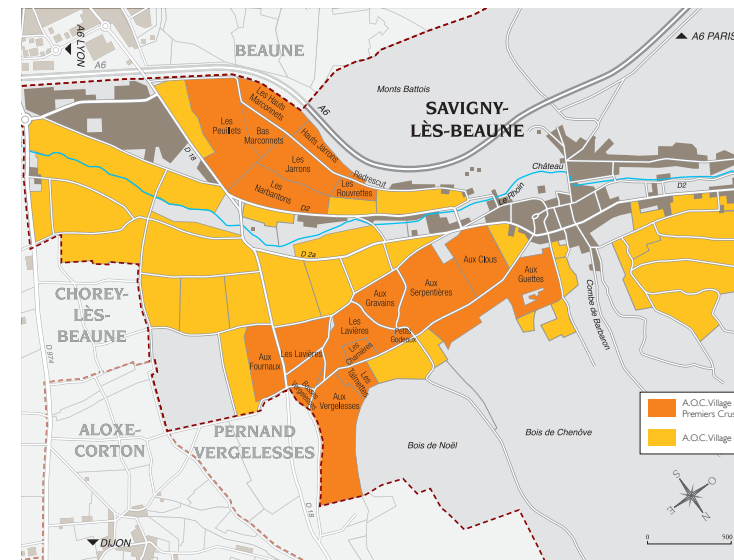 A6 LYON
A6
BEAUNE
A6 PARIS
Monts Battois
SAVIGNY-
LÈS-BEAUNE
A6
Les Hauts
Marconnets
Les
Peuillets
Bas
Marconnets
Hauts Jarrons
Les
Jarrons
Redrescut
Les
Rouvrettes
Les
Narbantons
D 18
D2
Château
Le Rhoin
D2
D 2a
Aux Clous
Aux
Guettes
Aux
Serpentières
Aux
Gravains
Les
Lavières
Petits
Godeaux
Les
Charnières
Les Lavières
Aux
Fournaux
Basses
Vergelesses
Les
Talmettes
Aux
Vergelesses
Combe de Barbaron
CHOREY-
LÈS-
BEAUNE
D 974
ALOXE-
CORTON
PERNAND
VERGELESSES
D 18
Bois de Noël
Bois de Chenôve
DIJON
A.O.C.Village
Premiers Crus
A.O.C.Village
S
O
E
N
0
500